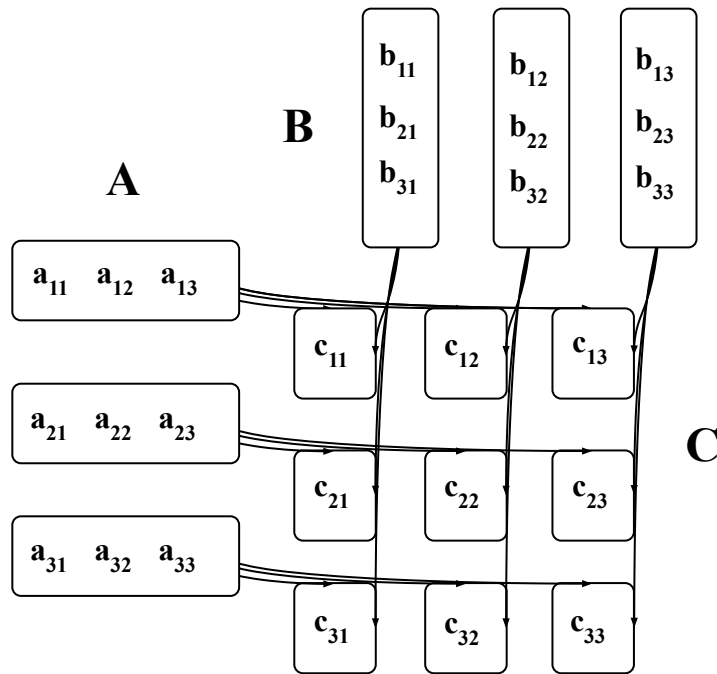 b₁₁ b₁₂ b₁₃
B b₂₁ b₂₂ b₂₃
A b₃₁ b₃₂ b₃₃
a₁₁ a₁₂ a₁₃
c₁₁ c₁₂ c₁₃
a₂₁ a₂₂ a₂₃
C
c₂₁ c₂₂ c₂₃
a₃₁ a₃₂ a₃₃
c₃₁ c₃₂ c₃₃